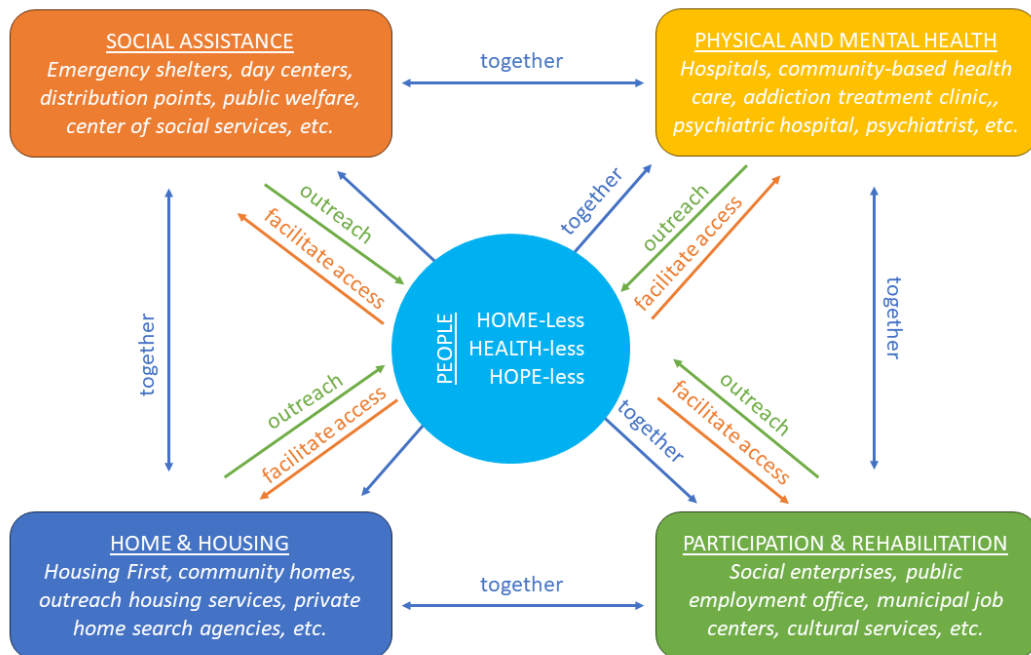 SOCIAL ASSISTANCE
Emergency shelters, day centers,
distribution points, public welfare,
center of social services, etc.
together
PHYSICAL AND MENTAL HEALTH
Hospitals, community-based health
care, addiction treatment clinic,,
psychiatric hospital, psychiatrist, etc.
outreach
facilitate access
together
outreach
facilitate access
together
together
PEOPLE
HOME-Less
HEALTH-less
HOPE-less
outreach
facilitate access
together
outreach
facilitate access
HOME & HOUSING
Housing First, community homes,
outreach housing services, private
home search agencies, etc.
together
PARTICIPATION & REHABILITATION
Social enterprises, public
employment office, municipal job
centers, cultural services, etc.